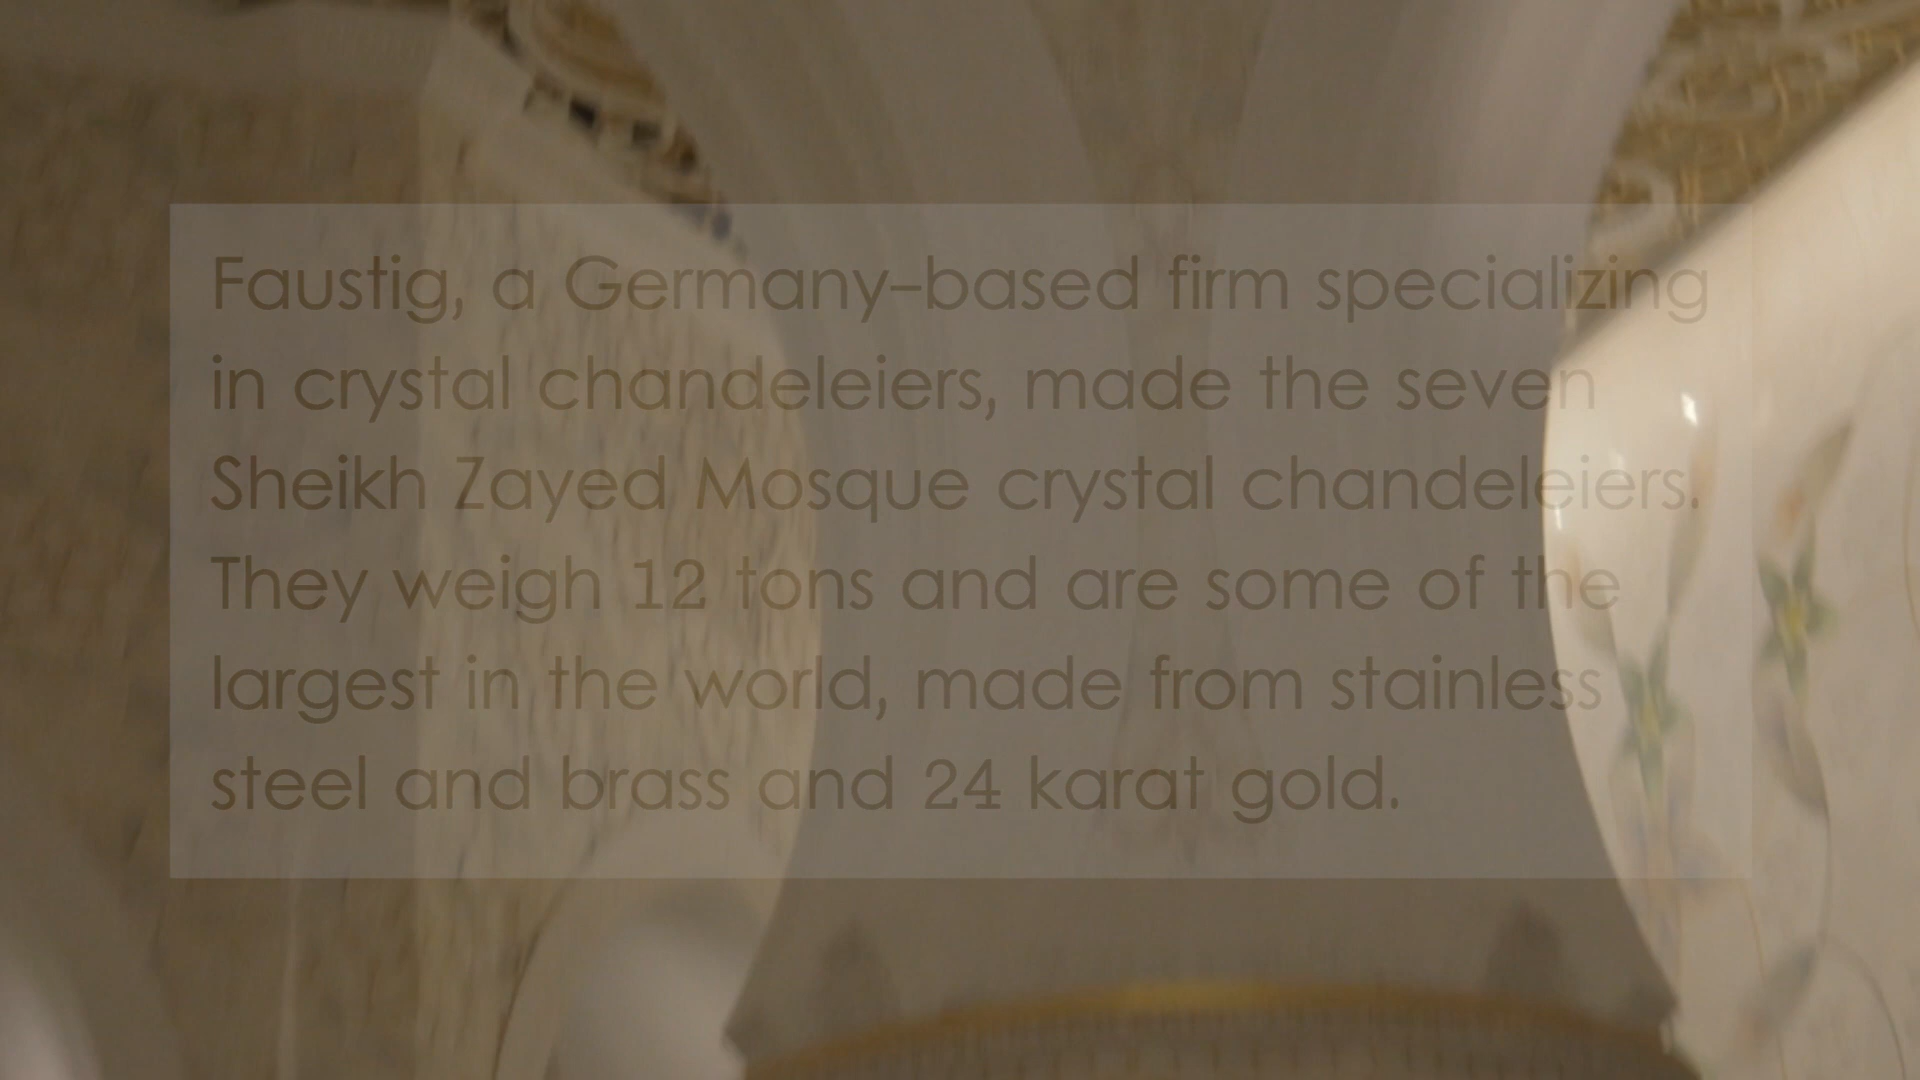 Faustig, a Germany–based firm specializing
in crystal chandeleiers, made the seven
Sheikh Zayed Mosque crystal chandeleiers.
They weigh 12 tons and are some of the
largest in the world, made from stainless
steel and brass and 24 karat gold.